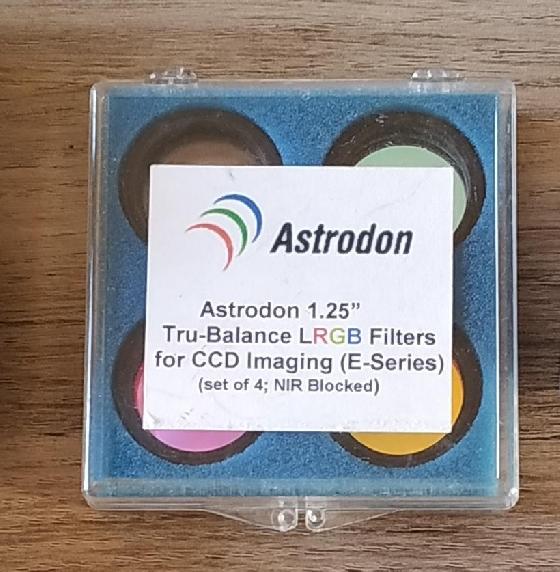 Astrodon
Astrodon 1.25”
Tru-Balance LRGB Filters
for CCD Imaging (E-Series)
(set of 4; NIR Blocked)